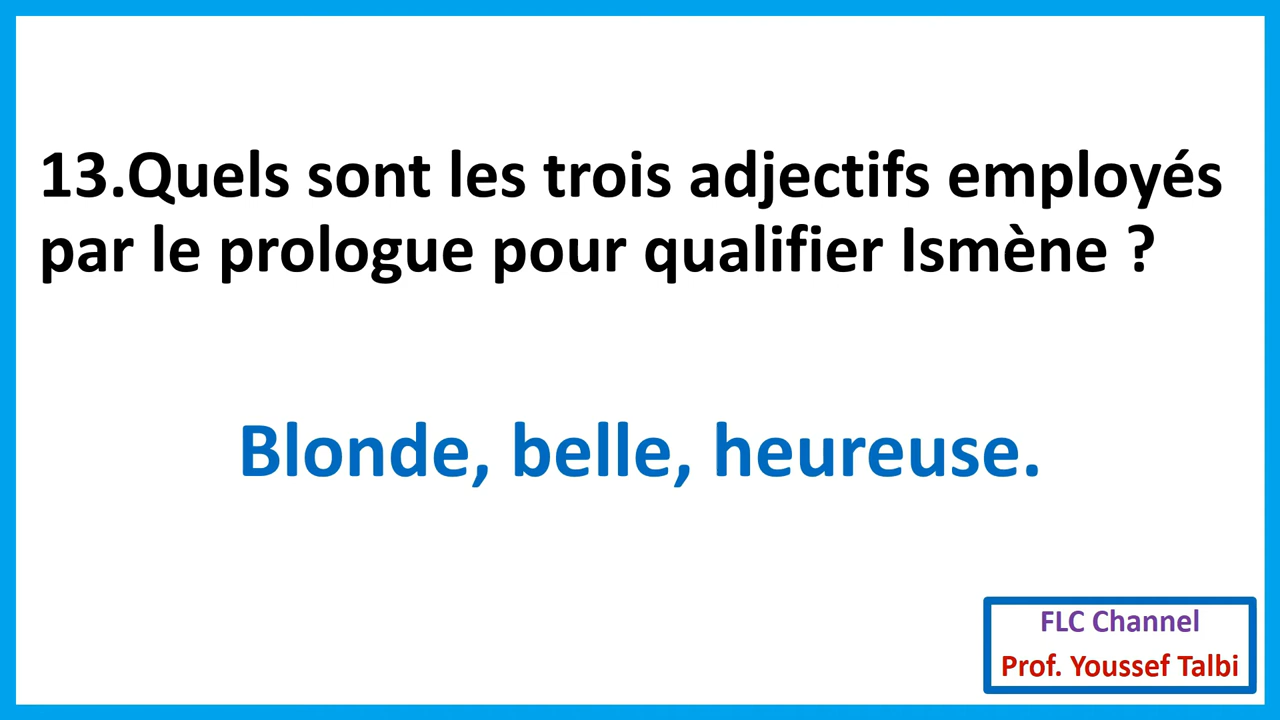 13.Quels sont les trois adjectifs employés
par le prologue pour qualifier Ismène ?
Blonde, belle, heureuse.
FLC Channel
Prof. Youssef Talbi